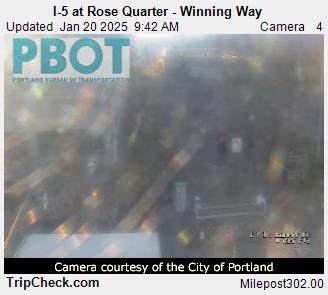 I-5 at Rose Quarter - Winning Way
Updated Jan 20 2025 9:42 AM Camera 4
PBOT
PORTLAND BUREAU OF TRANSPORTATION
Camera courtesy of the City of Portland
TripCheck.com Milepost302.00